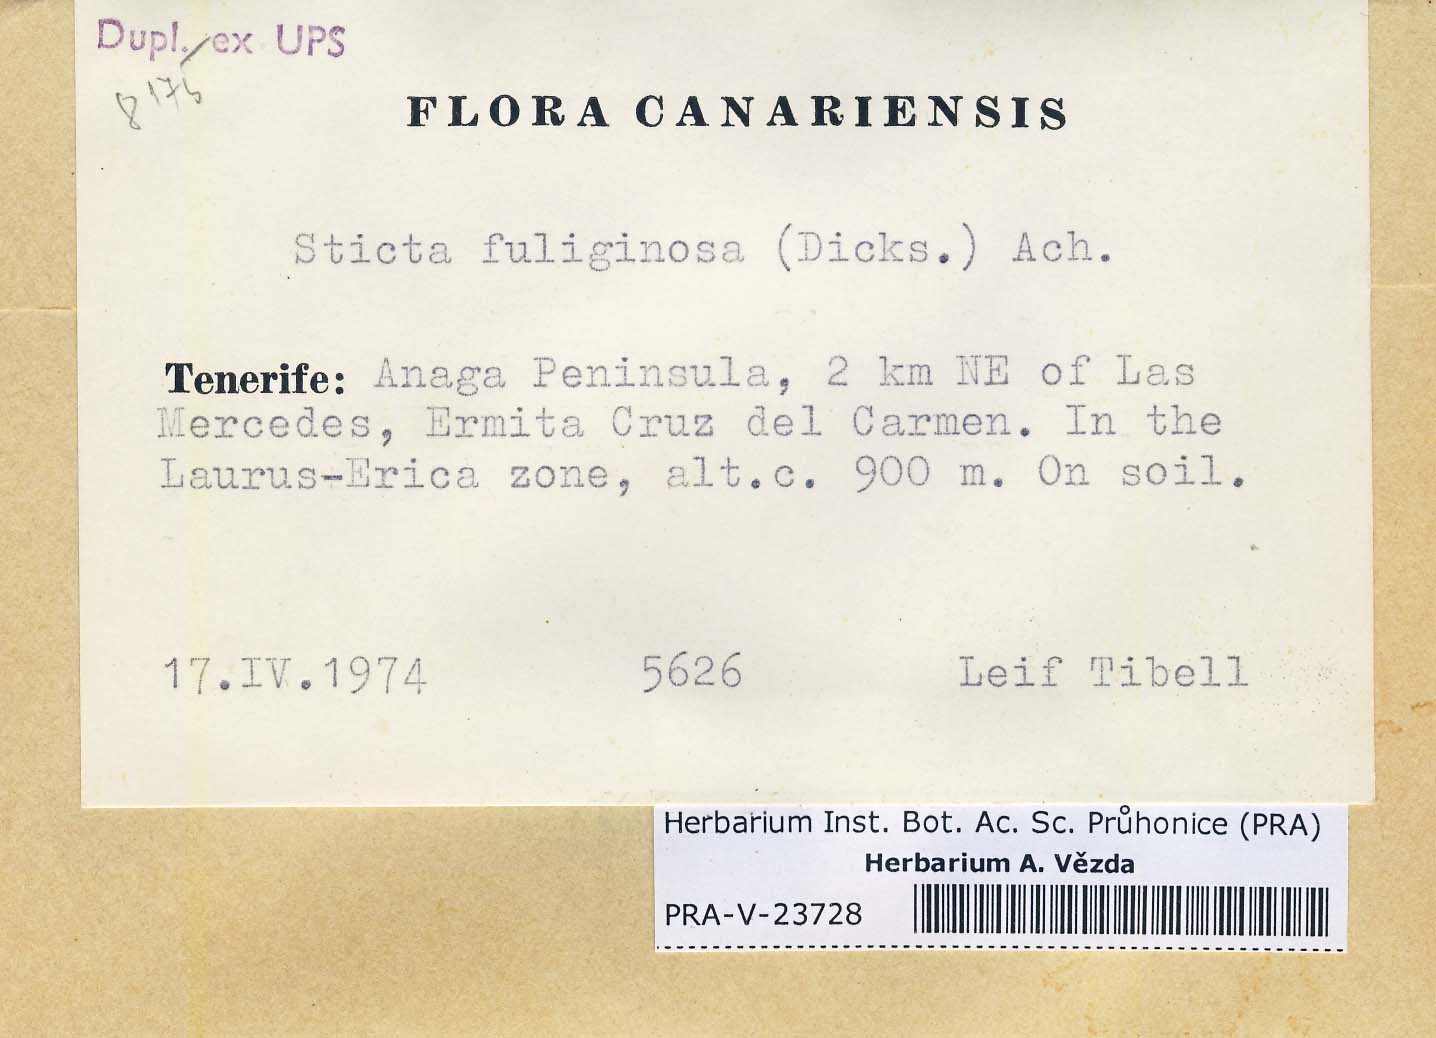 Dupl. ex UPS
8176
FLORA CANARIENSIS
Sticta fuliginosa (Dicks.) Ach.
Tenerife: Anaga Peninsula, 2 km NE of Las
Mercedes, Ermita Cruz del Carmen. In the
Laurus-Erica zone, alt.c. 900 m. On soil.
17.IV.1974 5626 Leif Tibell
Herbarium Inst. Bot. Ac. Sc. Průhonice (PRA)
Herbarium A. Vězda
PRA-V-23728